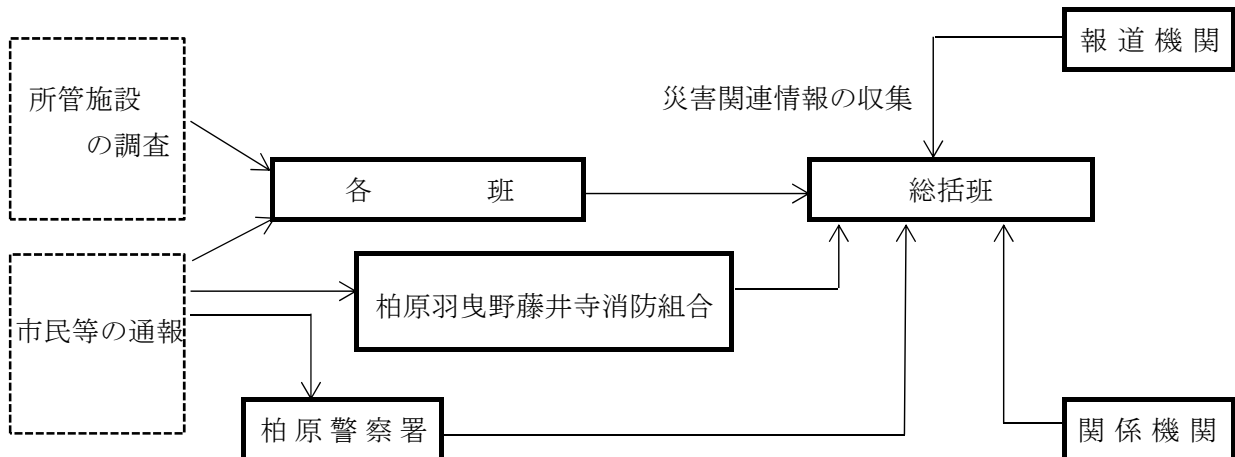 報道機関
所管施設
の調査
災害関連情報の収集
各　　　班
総括班
市民等の通報
柏原羽曳野藤井寺消防組合
柏原警察署
関係機関